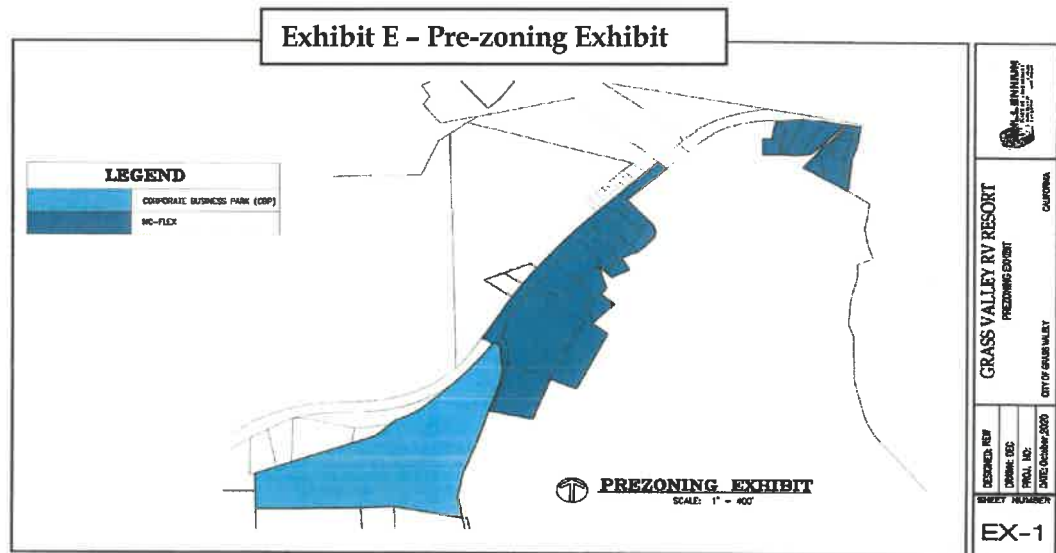 Exhibit E – Pre-zoning Exhibit
LEGEND
CORPORATE BUSINESS PARK (CBP)
MC-FLEX
PREZONING EXHIBIT
SCALE: 1" = 400'
MILLENNIUM
GRASS VALLEY RV RESORT
PREZONING EXHIBIT
CITY OF GRASS VALLEY
CALIFORNIA
DESIGNED: REW
DRAWN: DEC
PROJ. NO:
DATE: October 2020
SHEET NUMBER
EX-1